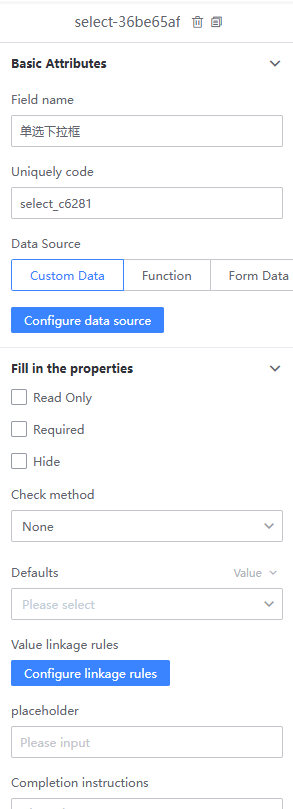 select-36be65af
Basic Attributes
Field name
单选下拉框
Uniquely code
select_c6281
Data Source
Custom Data
Function
Form Data
Configure data source
Fill in the properties
Read Only
Required
Hide
Check method
None
Defaults
Value
Please select
Value linkage rules
Configure linkage rules
placeholder
Please input
Completion instructions